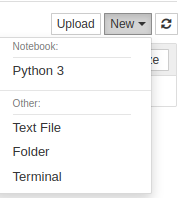 Upload New
Notebook:
Python 3
Other:
Text File
Folder
Terminal